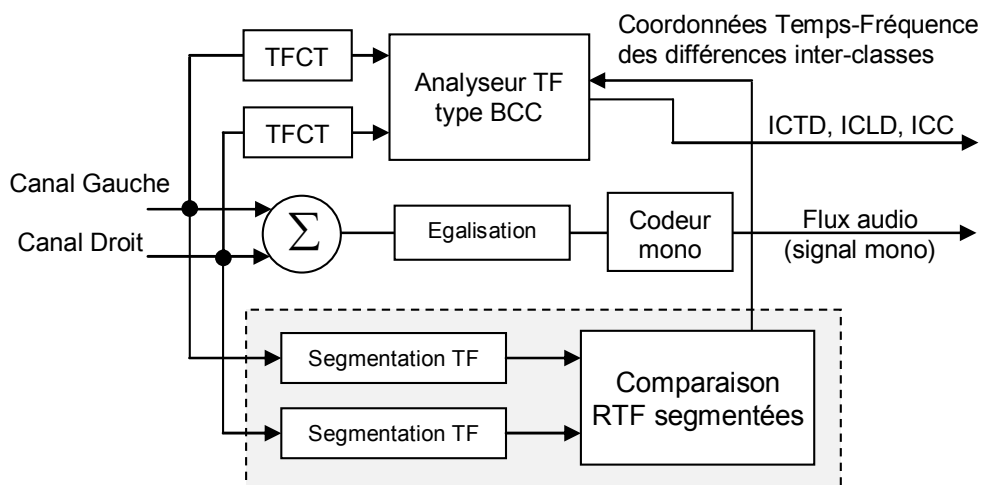 Coordonnées Temps-Fréquence
des différences inter-classes
TFCT
Analyseur TF
type BCC
TFCT
ICTD, ICLD, ICC
Canal Gauche
Canal Droit
Σ
Egalisation
Codeur
mono
Flux audio
(signal mono)
Segmentation TF
Comparaison
RTF segmentées
Segmentation TF